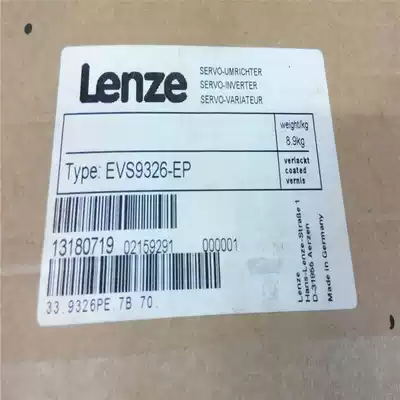 Lenze
SERVO-UMRICHTER
SERVO-INVERTER
SERVO-VARIATEUR
weight/kg
8,9kg
Type: EVS9326-EP
verlackt
coated
vernis
13180719 02159291 000001
33.9326PE.7B 70.
Lenze
Hans-Lenze-Straße 1
D-31855 Aerzen
Made in Germany